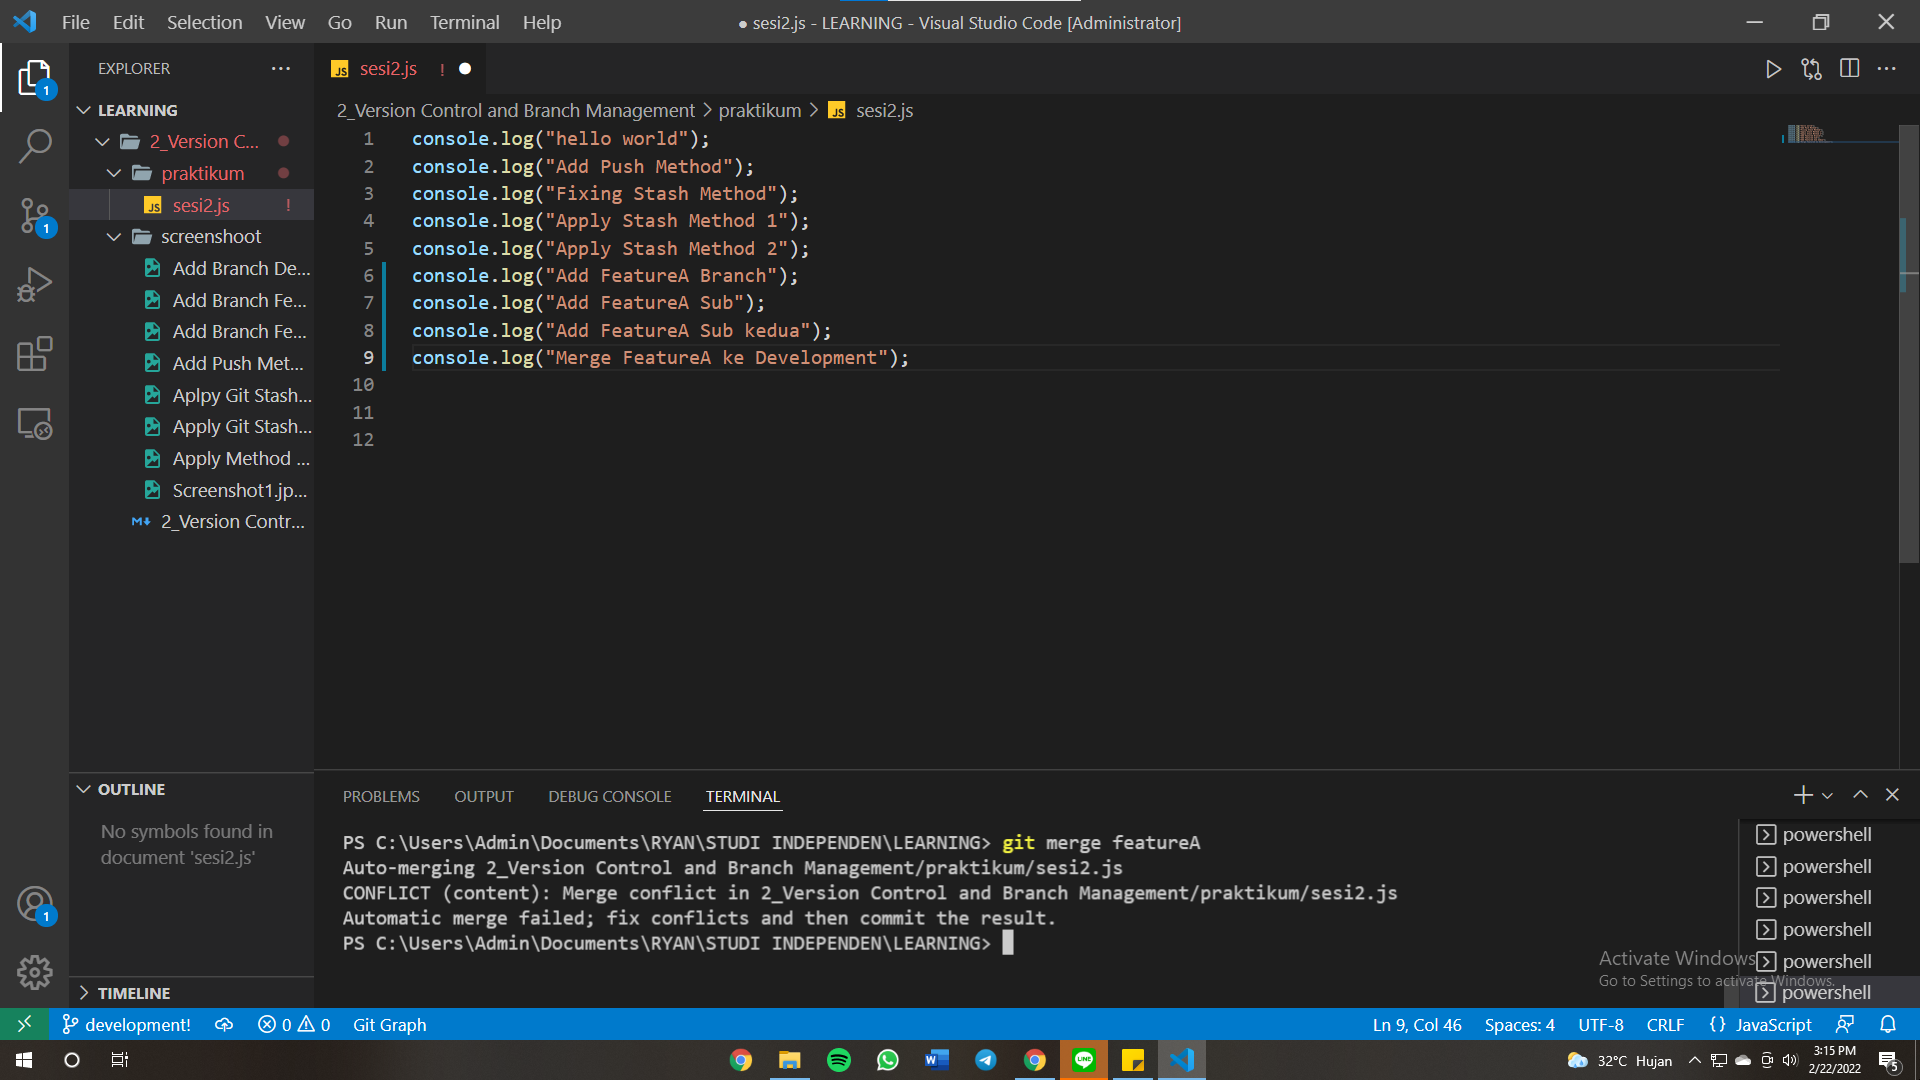 File Edit Selection View Go Run Terminal Help
● sesi2.js - LEARNING - Visual Studio Code [Administrator]
EXPLORER
LEARNING
2_Version C...
praktikum
JS sesi2.js !
screenshoot
Add Branch De...
Add Branch Fe...
Add Branch Fe...
Add Push Met...
Aplpy Git Stash...
Apply Git Stash...
Apply Method ...
Screenshot1.jp...
2_Version Contr...
OUTLINE
No symbols found in
document 'sesi2.js'
TIMELINE
1
1
1
JS sesi2.js ! ●
2_Version Control and Branch Management > praktikum > JS sesi2.js
1 console.log("hello world");
2 console.log("Add Push Method");
3 console.log("Fixing Stash Method");
4 console.log("Apply Stash Method 1");
5 console.log("Apply Stash Method 2");
6 console.log("Add FeatureA Branch");
7 console.log("Add FeatureA Sub");
8 console.log("Add FeatureA Sub kedua");
9 console.log("Merge FeatureA ke Development");
10
11
12
PROBLEMS OUTPUT DEBUG CONSOLE TERMINAL
PS C:\Users\Admin\Documents\RYAN\STUDI INDEPENDEN\LEARNING> git merge featureA
Auto-merging 2_Version Control and Branch Management/praktikum/sesi2.js
CONFLICT (content): Merge conflict in 2_Version Control and Branch Management/praktikum/sesi2.js
Automatic merge failed; fix conflicts and then commit the result.
PS C:\Users\Admin\Documents\RYAN\STUDI INDEPENDEN\LEARNING>
powershell
powershell
powershell
powershell
powershell
powershell
Activate Windows
Go to Settings to activate Windows.
development! 0 0 Git Graph
Ln 9, Col 46 Spaces: 4 UTF-8 CRLF {} JavaScript
32°C Hujan
3:15 PM
2/22/2022
5